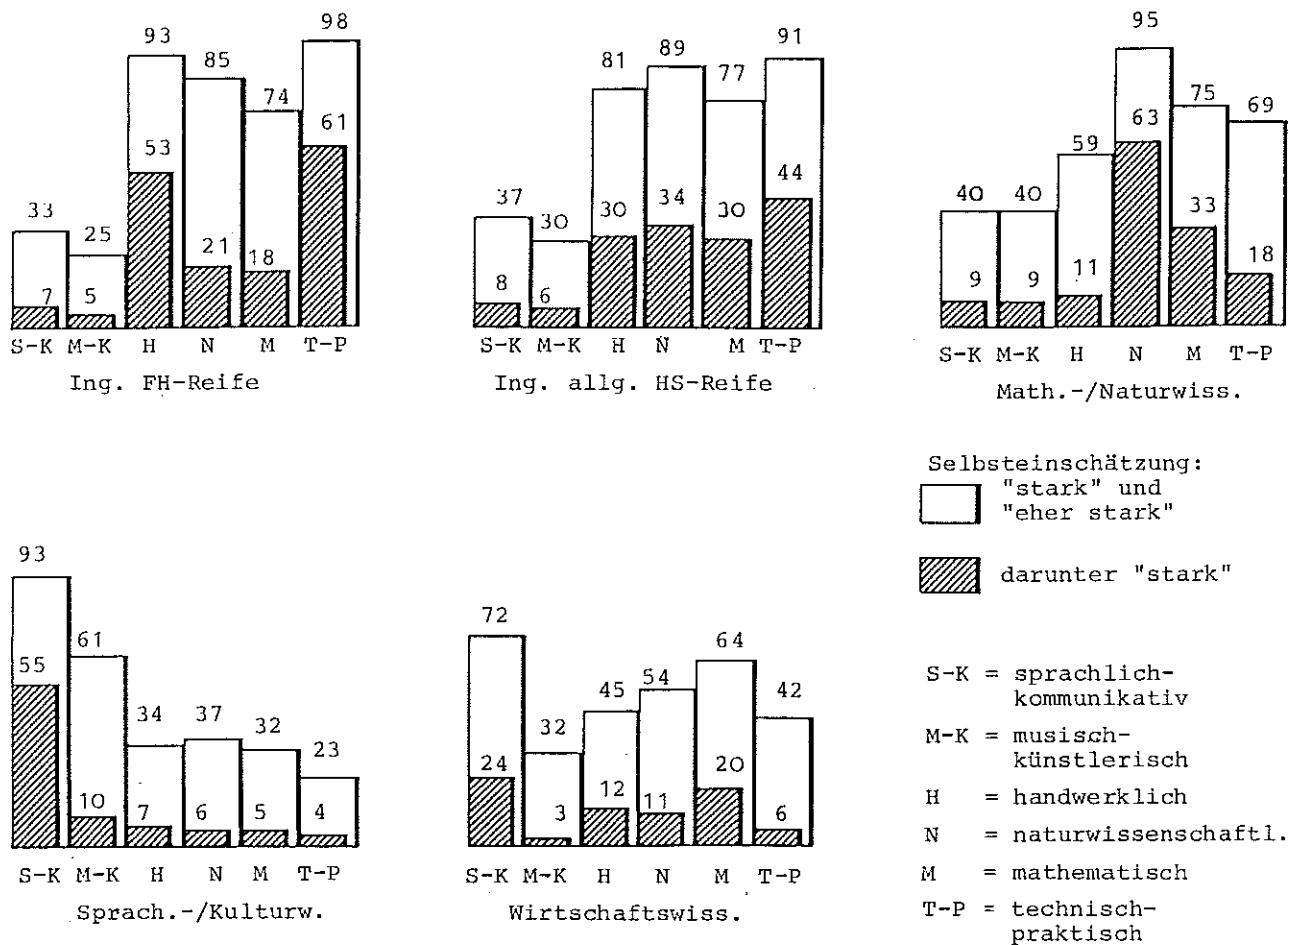 93 85 74 98
53 61
33 25 21 18
7 5
S-K M-K H N M T-P
Ing. FH-Reife
81 89 77 91
37 30 30 34 30 44
8 6
S-K M-K H N M T-P
Ing. allg. HS-Reife
95
59 63 75 69
40 40 33
9 9 11 18
S-K M-K H N M T-P
Math.-/Naturwiss.
Selbsteinschätzung:
"stark" und
"eher stark"
darunter "stark"
93
61
55 34 37 32 23
10 7 6 5 4
S-K M-K H N M T-P
Sprach.-/Kulturw.
72 64
32 45 54 42
24 20
3 12 11 6
S-K M-K H N M T-P
Wirtschaftswiss.
S-K = sprachlich-
kommunikativ
M-K = musisch-
künstlerisch
H = handwerklich
N = naturwissenschaftl.
M = mathematisch
T-P = technisch-
praktisch